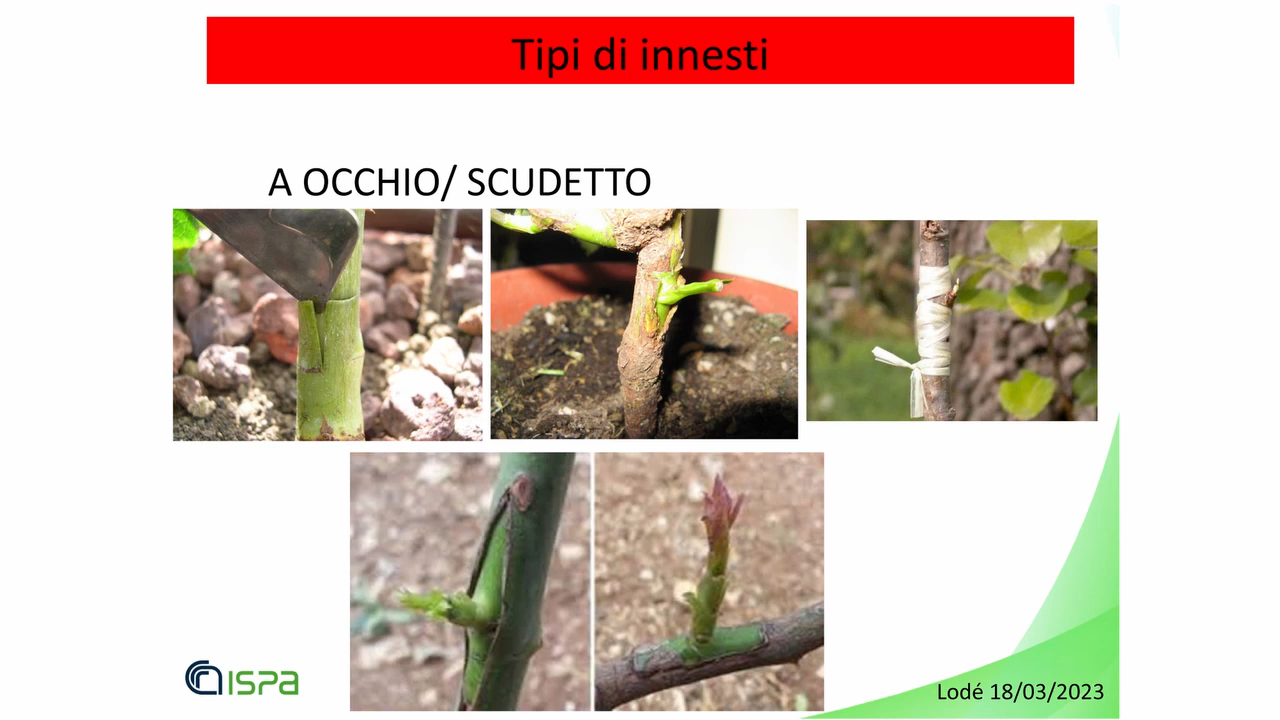 Tipi di innesti
A OCCHIO/ SCUDETTO
ISPA
Lodé 18/03/2023